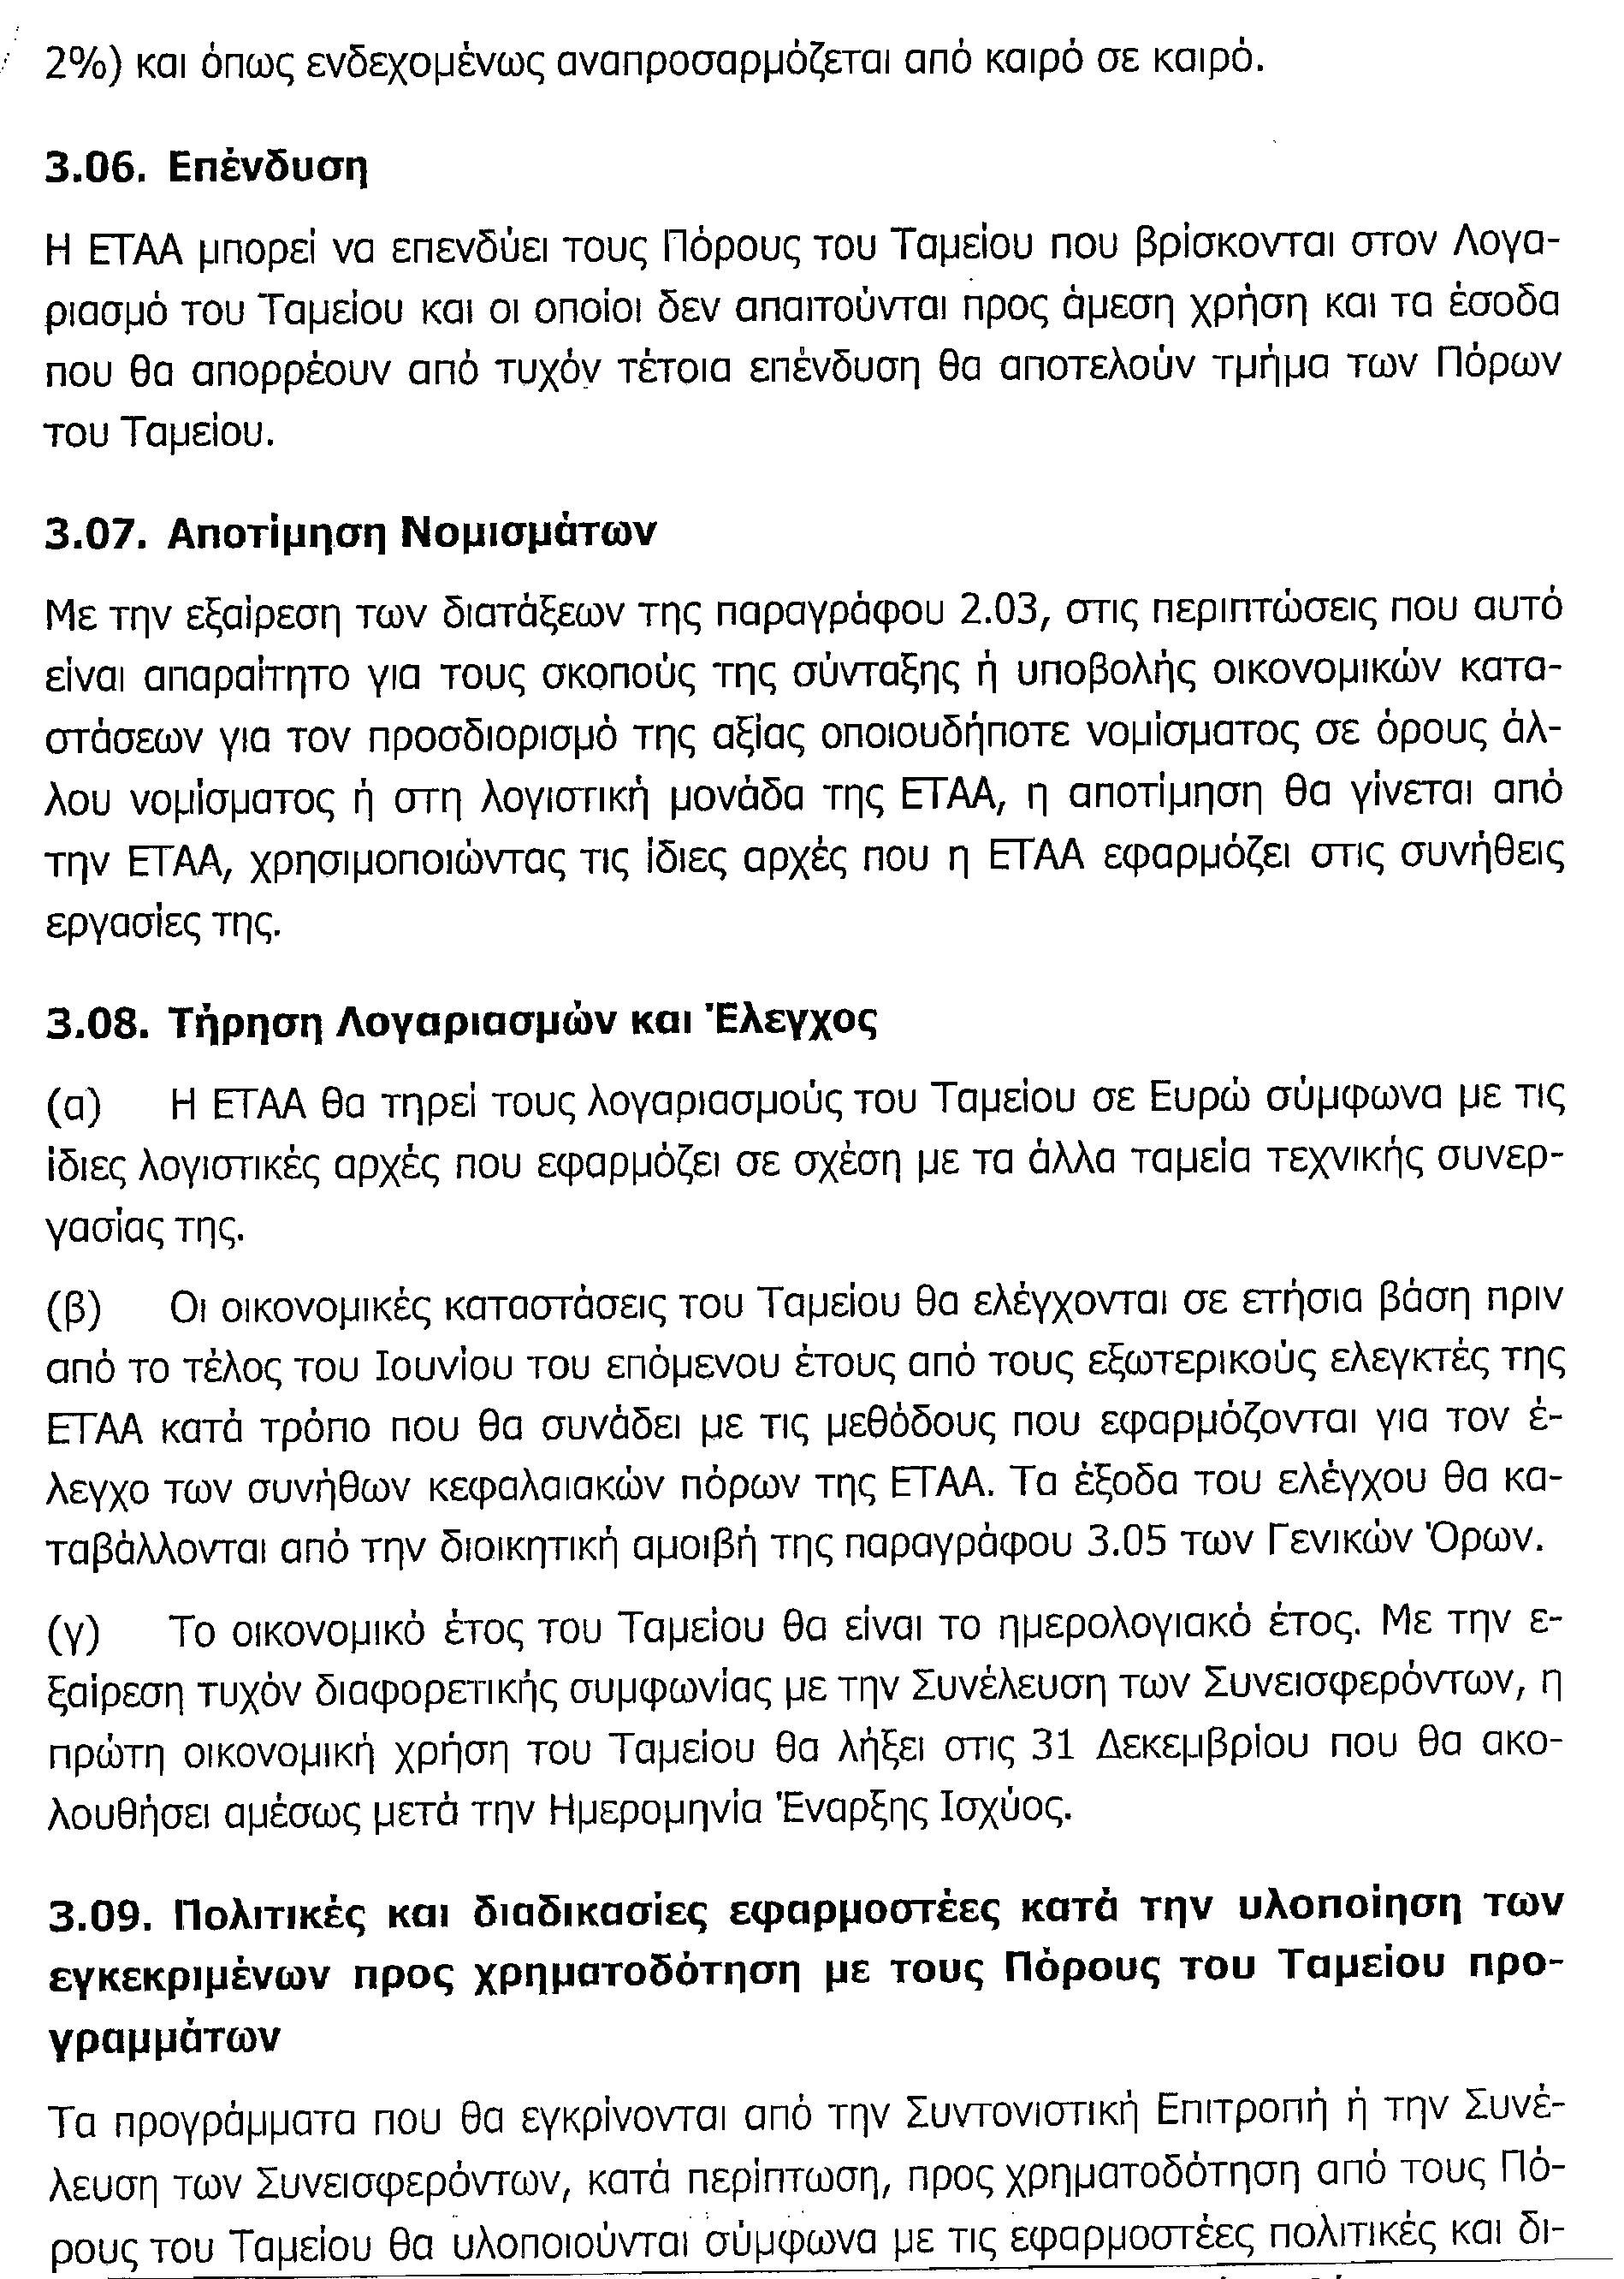 2%) και όπως ενδεχομένως αναπροσαρμόζεται από καιρό σε καιρό.
3.06. Επένδυση
Η ΕΤΑΑ μπορεί να επενδύει τους Πόρους του Ταμείου που βρίσκονται στον Λογα-
ριασμό του Ταμείου και οι οποίοι δεν απαιτούνται προς άμεση χρήση και τα έσοδα
που θα απορρέουν από τυχόν τέτοια επένδυση θα αποτελούν τμήμα των Πόρων
του Ταμείου.
3.07. Αποτίμηση Νομισμάτων
Με την εξαίρεση των διατάξεων της παραγράφου 2.03, στις περιπτώσεις που αυτό
είναι απαραίτητο για τους σκοπούς της σύνταξης ή υποβολής οικονομικών κατα-
στάσεων για τον προσδιορισμό της αξίας οποιουδήποτε νομίσματος σε όρους άλ-
λου νομίσματος ή στη λογιστική μονάδα της ΕΤΑΑ, η αποτίμηση θα γίνεται από
την ΕΤΑΑ, χρησιμοποιώντας τις ίδιες αρχές που η ΕΤΑΑ εφαρμόζει στις συνήθεις
εργασίες της.
3.08. Τήρηση Λογαριασμών και Έλεγχος
(α) Η ΕΤΑΑ θα τηρεί τους λογαριασμούς του Ταμείου σε Ευρώ σύμφωνα με τις
ίδιες λογιστικές αρχές που εφαρμόζει σε σχέση με τα άλλα ταμεία τεχνικής συνερ-
γασίας της.
(β) Οι οικονομικές καταστάσεις του Ταμείου θα ελέγχονται σε ετήσια βάση πριν
από το τέλος του Ιουνίου του επόμενου έτους από τους εξωτερικούς ελεγκτές της
ΕΤΑΑ κατά τρόπο που θα συνάδει με τις μεθόδους που εφαρμόζονται για τον έ-
λεγχο των συνήθων κεφαλαιακών πόρων της ΕΤΑΑ. Τα έξοδα του ελέγχου θα κα-
ταβάλλονται από την διοικητική αμοιβή της παραγράφου 3.05 των Γενικών Όρων.
(γ) Το οικονομικό έτος του Ταμείου θα είναι το ημερολογιακό έτος. Με την ε-
ξαίρεση τυχόν διαφορετικής συμφωνίας με την Συνέλευση των Συνεισφερόντων, η
πρώτη οικονομική χρήση του Ταμείου θα λήξει στις 31 Δεκεμβρίου που θα ακο-
λουθήσει αμέσως μετά την Ημερομηνία Έναρξης Ισχύος.
3.09. Πολιτικές και διαδικασίες εφαρμοστέες κατά την υλοποίηση των
εγκεκριμένων προς χρηματοδότηση με τους Πόρους του Ταμείου προ-
γραμμάτων
Τα προγράμματα που θα εγκρίνονται από την Συντονιστική Επιτροπή ή την Συνέ-
λευση των Συνεισφερόντων, κατά περίπτωση, προς χρηματοδότηση από τους Πό-
ρους του Ταμείου θα υλοποιούνται σύμφωνα με τις εφαρμοστέες πολιτικές και δι-